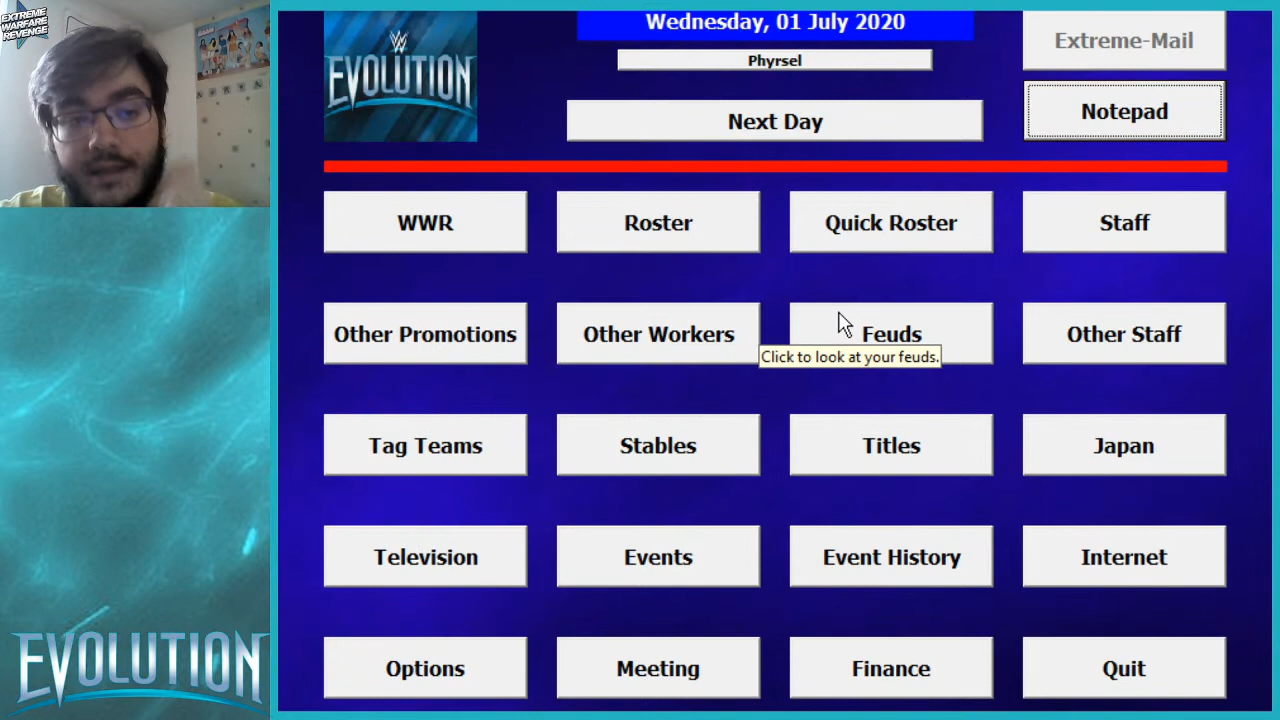 EXTREME
WARFARE
REVENGE
W
EVOLUTION
Wednesday, 01 July 2020
Phyrsel
Next Day
Extreme-Mail
Notepad
WWR
Roster
Quick Roster
Staff
Other Promotions
Other Workers
Feuds
Other Staff
Click to look at your feuds.
Tag Teams
Stables
Titles
Japan
Television
Events
Event History
Internet
Options
Meeting
Finance
Quit
EVOLUTION